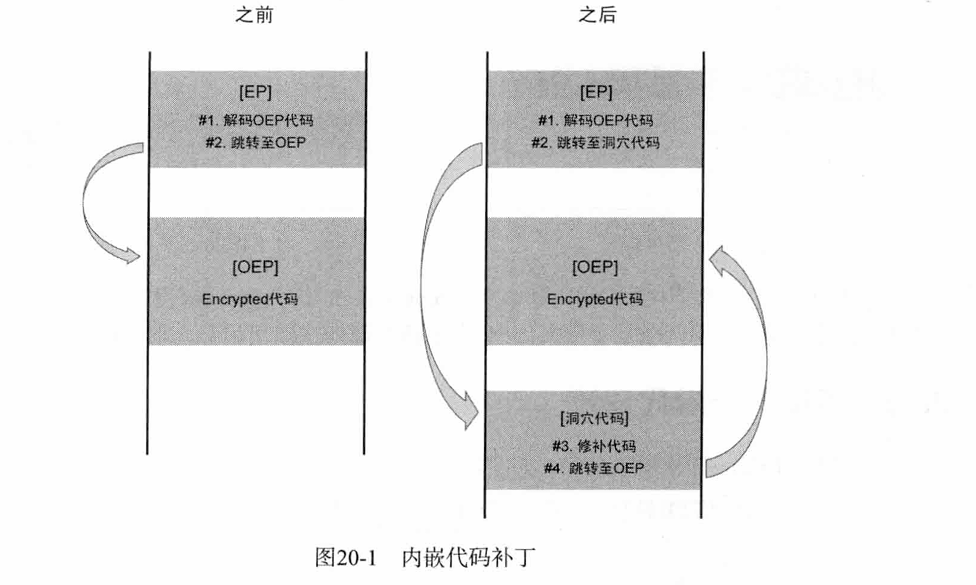 之前
[EP]
#1. 解码OEP代码
#2. 跳转至OEP
[OEP]
Encrypted代码
之后
[EP]
#1. 解码OEP代码
#2. 跳转至洞穴代码
[OEP]
Encrypted代码
[洞穴代码]
#3. 修补代码
#4. 跳转至OEP
图20-1 内嵌代码补丁